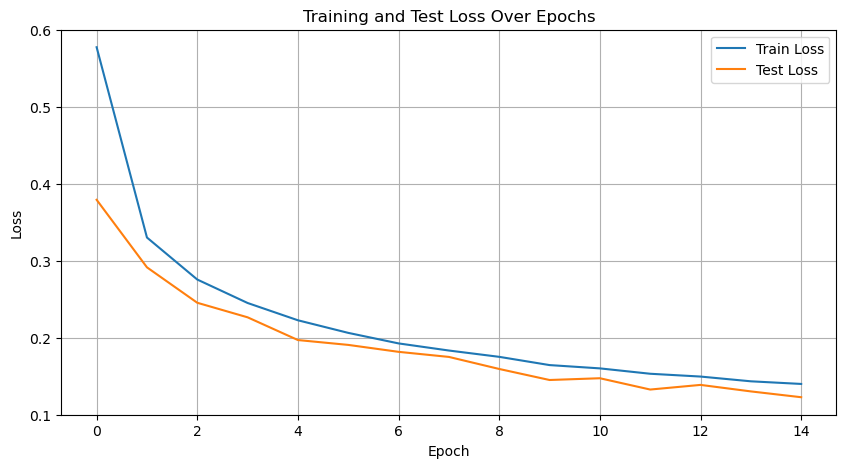 Training and Test Loss Over Epochs
Train Loss
Test Loss
0.6
0.5
0.4
0.3
0.2
0.1
Loss
0 2 4 6 8 10 12 14
Epoch